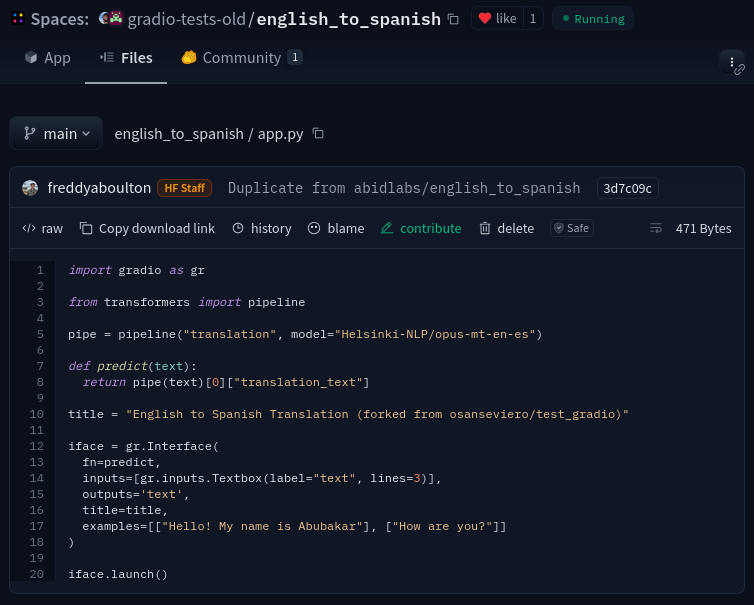 Spaces: gradio-tests-old/english_to_spanish like 1 Running
App Files Community 1
main english_to_spanish / app.py
freddyaboulton HF Staff Duplicate from abidlabs/english_to_spanish 3d7c09c
raw Copy download link history blame contribute delete Safe 471 Bytes
1 import gradio as gr
2
3 from transformers import pipeline
4
5 pipe = pipeline("translation", model="Helsinki-NLP/opus-mt-en-es")
6
7 def predict(text):
8   return pipe(text)[0]["translation_text"]
9
10 title = "English to Spanish Translation (forked from osanseviero/test_gradio)"
11
12 iface = gr.Interface(
13   fn=predict,
14   inputs=[gr.inputs.Textbox(label="text", lines=3)],
15   outputs='text',
16   title=title,
17   examples=[["Hello! My name is Abubakar"], ["How are you?"]]
18 )
19
20 iface.launch()